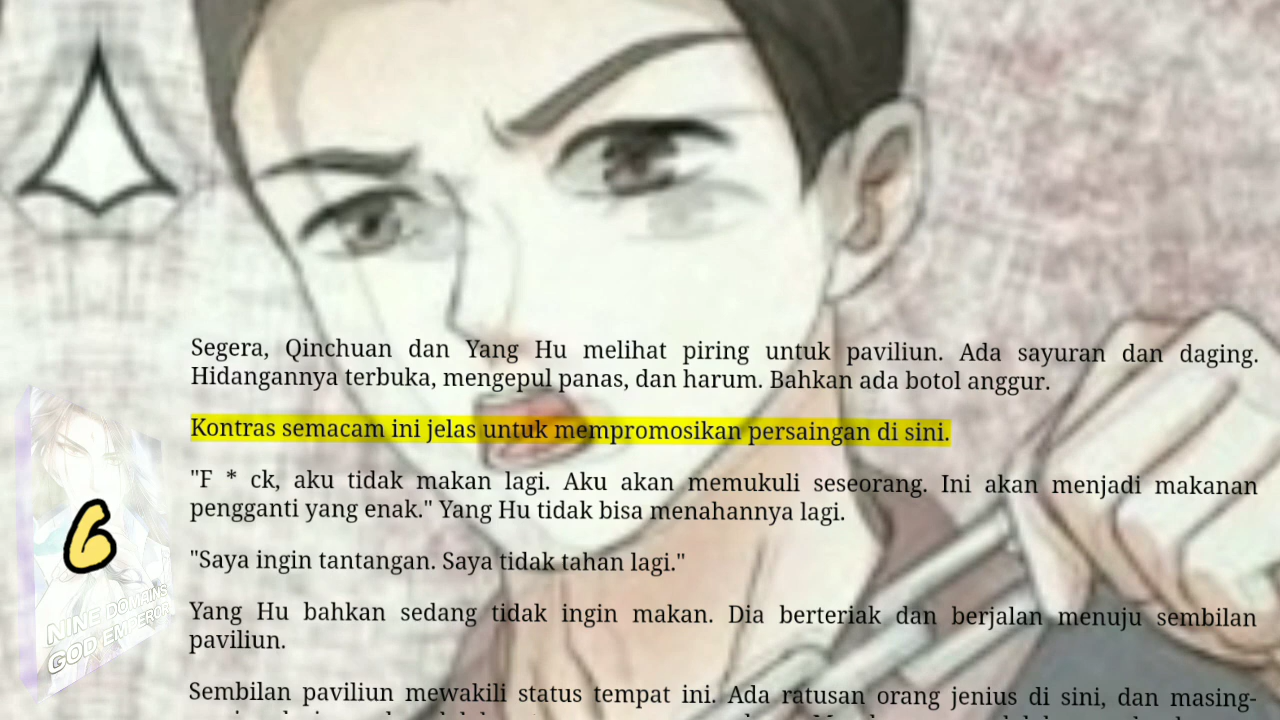 Segera, Qinchuan dan Yang Hu melihat piring untuk paviliun. Ada sayuran dan daging.
Hidangannya terbuka, mengepul panas, dan harum. Bahkan ada botol anggur.
Kontras semacam ini jelas untuk mempromosikan persaingan di sini.
"F * ck, aku tidak makan lagi. Aku akan memukuli seseorang. Ini akan menjadi makanan
pengganti yang enak." Yang Hu tidak bisa menahannya lagi.
"Saya ingin tantangan. Saya tidak tahan lagi."
Yang Hu bahkan sedang tidak ingin makan. Dia berteriak dan berjalan menuju sembilan
paviliun.
Sembilan paviliun mewakili status tempat ini. Ada ratusan orang jenius di sini, dan masing-
6
NINE DOMAINS
GOD EMPEROR